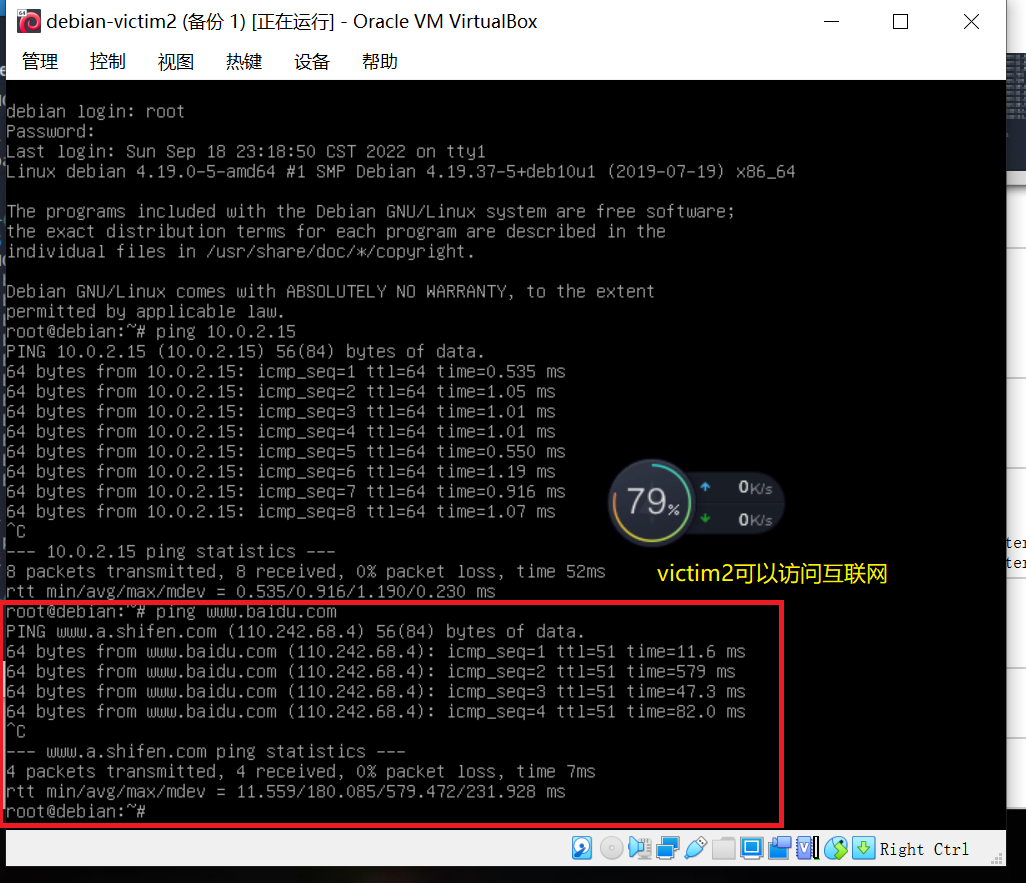 debian-victim2 (备份 1) [正在运行] - Oracle VM VirtualBox
管理 控制 视图 热键 设备 帮助
debian login: root
Password:
Last login: Sun Sep 18 23:18:50 CST 2022 on tty1
Linux debian 4.19.0-5-amd64 #1 SMP Debian 4.19.37-5+deb10u1 (2019-07-19) x86_64
The programs included with the Debian GNU/Linux system are free software;
the exact distribution terms for each program are described in the
individual files in /usr/share/doc/*/copyright.
Debian GNU/Linux comes with ABSOLUTELY NO WARRANTY, to the extent
permitted by applicable law.
root@debian:~# ping 10.0.2.15
PING 10.0.2.15 (10.0.2.15) 56(84) bytes of data.
64 bytes from 10.0.2.15: icmp_seq=1 ttl=64 time=0.535 ms
64 bytes from 10.0.2.15: icmp_seq=2 ttl=64 time=1.05 ms
64 bytes from 10.0.2.15: icmp_seq=3 ttl=64 time=1.01 ms
64 bytes from 10.0.2.15: icmp_seq=4 ttl=64 time=1.01 ms
64 bytes from 10.0.2.15: icmp_seq=5 ttl=64 time=0.550 ms
64 bytes from 10.0.2.15: icmp_seq=6 ttl=64 time=1.19 ms
64 bytes from 10.0.2.15: icmp_seq=7 ttl=64 time=0.916 ms
64 bytes from 10.0.2.15: icmp_seq=8 ttl=64 time=1.07 ms
^C
--- 10.0.2.15 ping statistics ---
8 packets transmitted, 8 received, 0% packet loss, time 52ms
rtt min/avg/max/mdev = 0.535/0.916/1.190/0.230 ms
79%
0K/s
0K/s
victim2可以访问互联网
root@debian:~# ping www.baidu.com
PING www.a.shifen.com (110.242.68.4) 56(84) bytes of data.
64 bytes from www.baidu.com (110.242.68.4): icmp_seq=1 ttl=51 time=11.6 ms
64 bytes from www.baidu.com (110.242.68.4): icmp_seq=2 ttl=51 time=579 ms
64 bytes from www.baidu.com (110.242.68.4): icmp_seq=3 ttl=51 time=47.3 ms
64 bytes from www.baidu.com (110.242.68.4): icmp_seq=4 ttl=51 time=82.0 ms
^C
--- www.a.shifen.com ping statistics ---
4 packets transmitted, 4 received, 0% packet loss, time 7ms
rtt min/avg/max/mdev = 11.559/180.085/579.472/231.928 ms
root@debian:~#
Right Ctrl